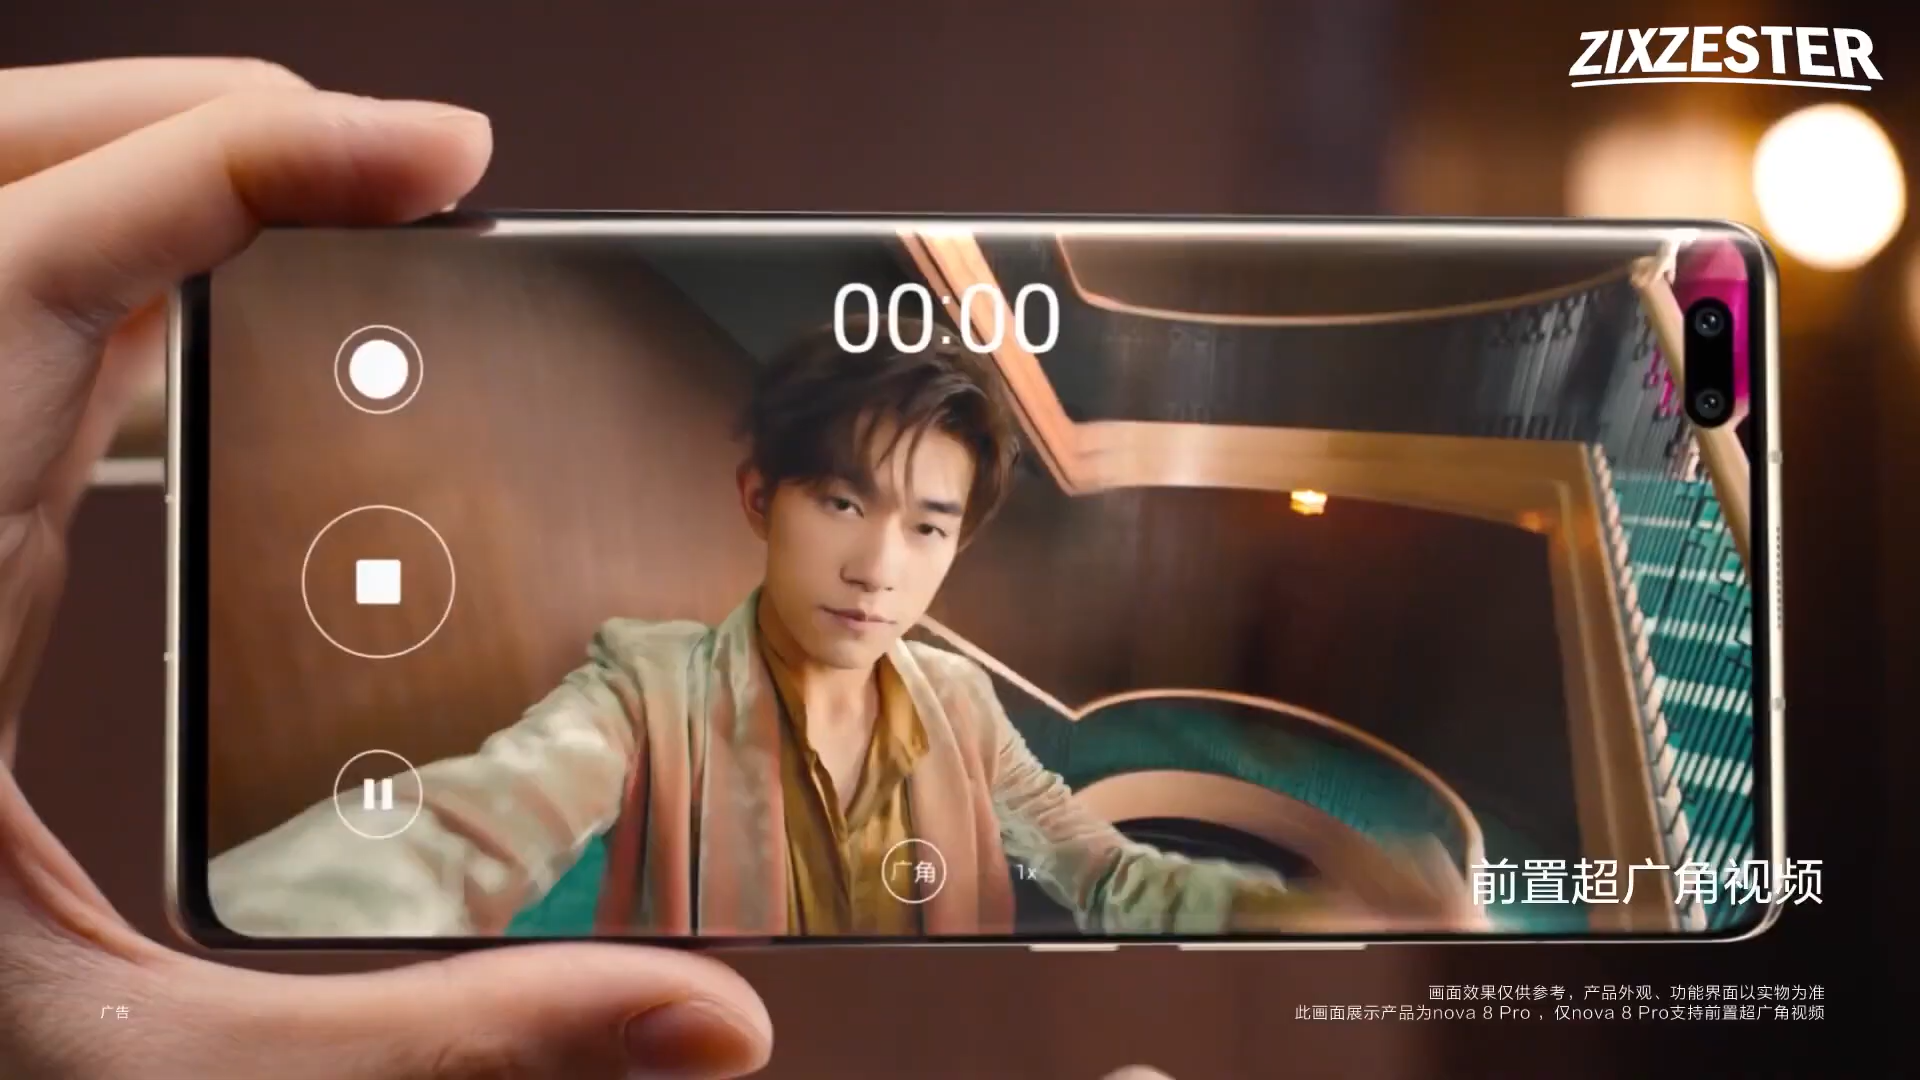 ZIXZESTER
00:00
广角
1x
前置超广角视频
广告
画面效果仅供参考，产品外观、功能界面以实物为准
此画面展示产品为nova 8 Pro，仅nova 8 Pro支持前置超广角视频